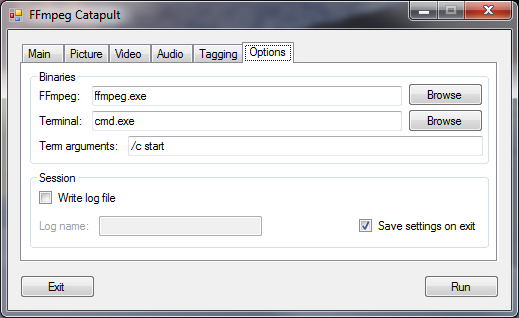 FFmpeg Catapult
Main Picture Video Audio Tagging Options
Binaries
FFmpeg: ffmpeg.exe Browse
Terminal: cmd.exe Browse
Term arguments: /c start
Session
Write log file
Log name: Save settings on exit
Exit Run